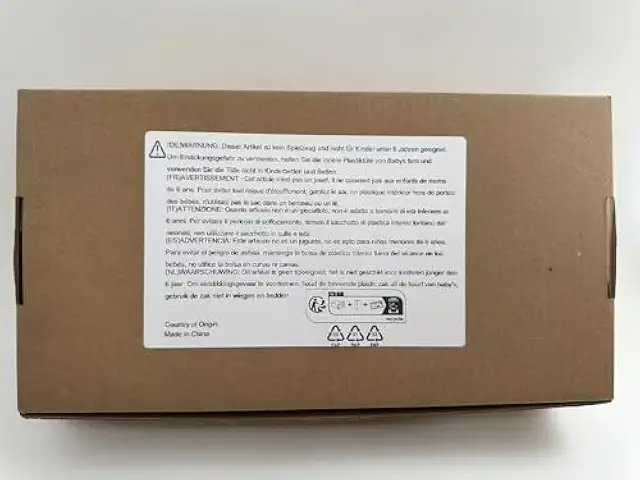 (DE)WARNUNG: Dieser Artikel ist kein Spielzeug und nicht für Kinder unter 6 Jahren geeignet.
Um Erstickungsgefahr zu vermeiden, halten Sie die innere Plastiktüte von Babys fern und
verwenden Sie die Tüte nicht in Kinderbetten und Betten.
(FR)AVERTISSEMENT: Cet article n'est pas un jouet, il ne convient pas aux enfants de moins
de 6 ans. Pour éviter tout risque d'étouffement, gardez le sac en plastique intérieur hors de portée
des bébés, n'utilisez pas le sac dans un berceau ou un lit.
(IT)ATTENZIONE: Questo articolo non è un giocattolo, non è adatto a bambini di età inferiore ai
6 anni. Per evitare il pericolo di soffocamento, tenere il sacchetto di plastica interno lontano dai
neonati, non utilizzare il sacchetto in culle e letti.
(ES)ADVERTENCIA: Este artículo no es un juguete, no es apto para niños menores de 6 años.
Para evitar el peligro de asfixia, mantenga la bolsa de plástico interior fuera del alcance de los
bebés, no utilice la bolsa en cunas ni camas.
(NL)WAARSCHUWING: Dit artikel is geen speelgoed, het is niet geschikt voor kinderen jonger dan
6 jaar. Om verstikkingsgevaar te voorkomen, houd de binnenste plastic zak uit de buurt van baby's,
gebruik de zak niet in wiegen en bedden
Country of Origin
Made in China
PAP PAP PAP